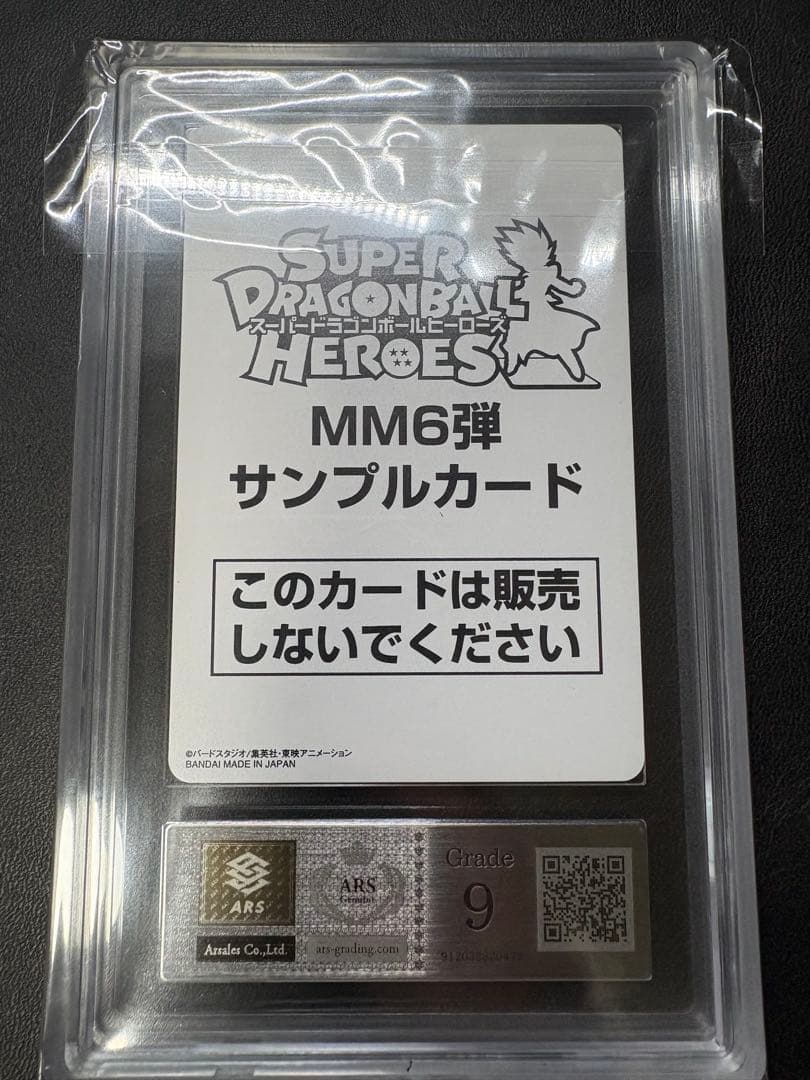 SUPER
DRAGONBALL
スーパードラゴンボールヒーローズ
HEROES
MM6弾
サンプルカード
このカードは販売
しないでください
©バードスタジオ/集英社・東映アニメーション
BANDAI MADE IN JAPAN
ARS
Arsales Co.,Ltd.
ARS
Genuine
ars-grading.com
Grade
9